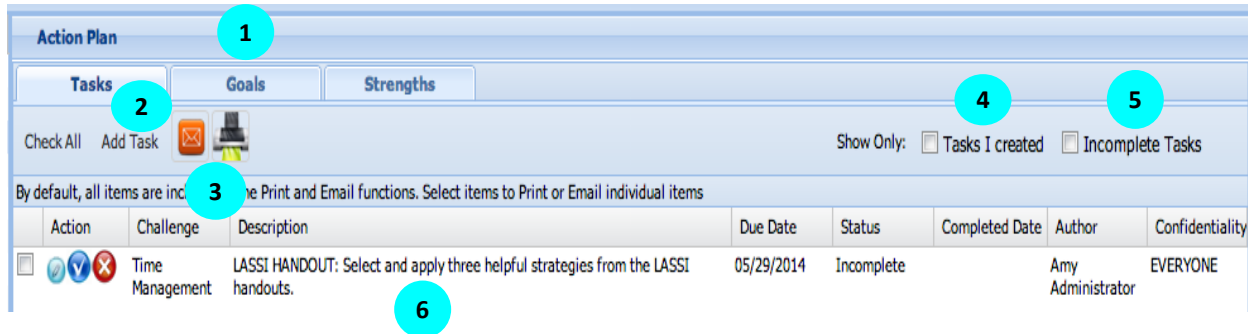 Action Plan
1
Tasks Goals Strengths
2
4
5
Check All Add Task
Show Only: Tasks I created Incomplete Tasks
3
By default, all items are inc he Print and Email functions. Select items to Print or Email individual items
Action Challenge Description Due Date Status Completed Date Author Confidentiality
Time Management
LASSI HANDOUT: Select and apply three helpful strategies from the LASSI
handouts.
05/29/2014 Incomplete
Amy
Administrator
EVERYONE
6